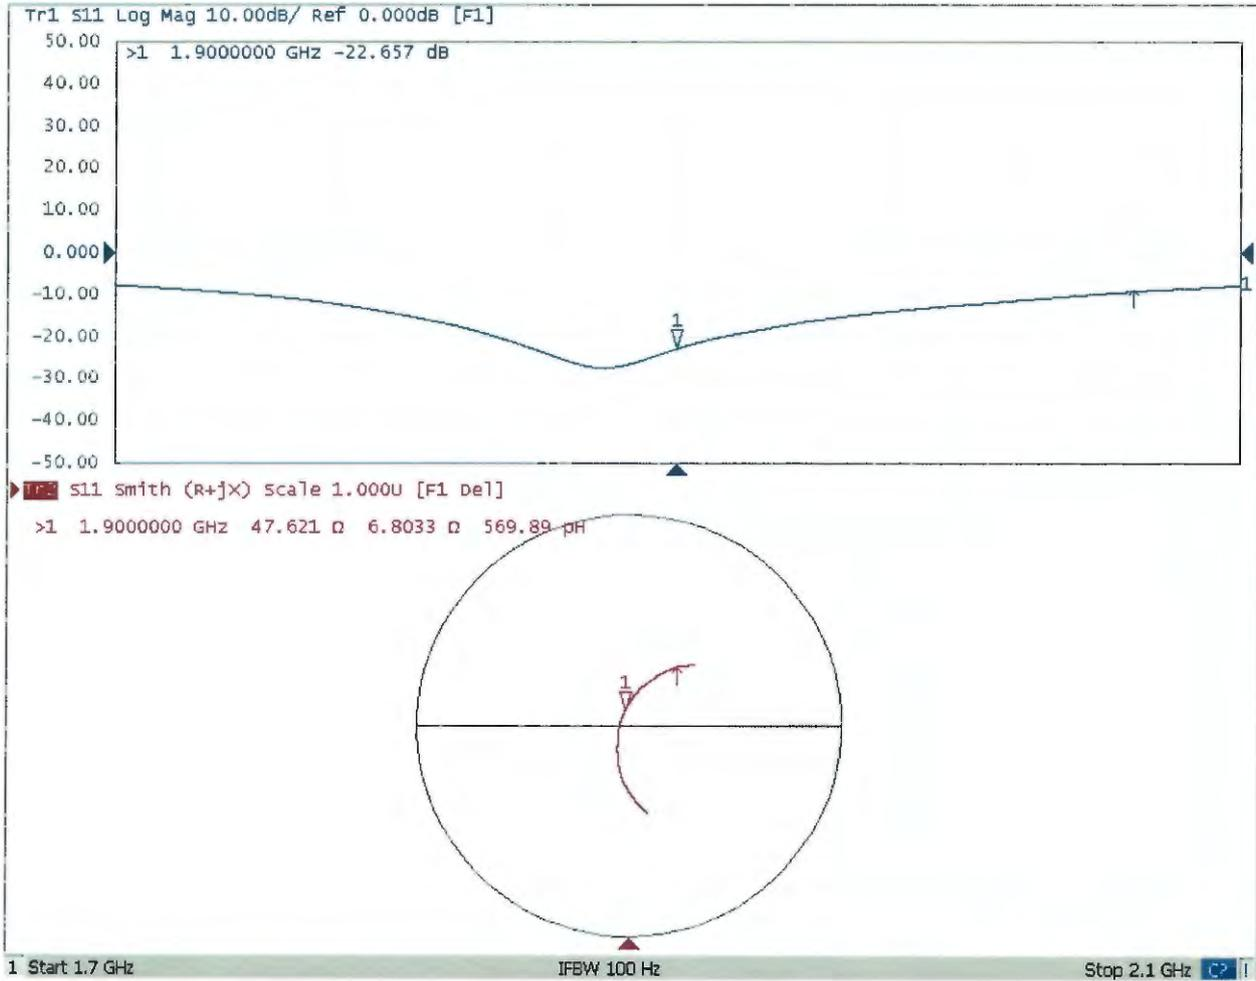 Tr1 S11 Log Mag 10.00dB/ Ref 0.000dB [F1]
50.00
>1 1.9000000 GHz -22.657 dB
40.00
30.00
20.00
10.00
0.000
-10.00
1
-20.00
1
-30.00
-40.00
-50.00
Tr2 S11 Smith (R+jX) Scale 1.000U [F1 Del]
>1 1.9000000 GHz 47.621 Ω 6.8033 Ω 569.89 pH
1
1 Start 1.7 GHz IFBW 100 Hz Stop 2.1 GHz C? !